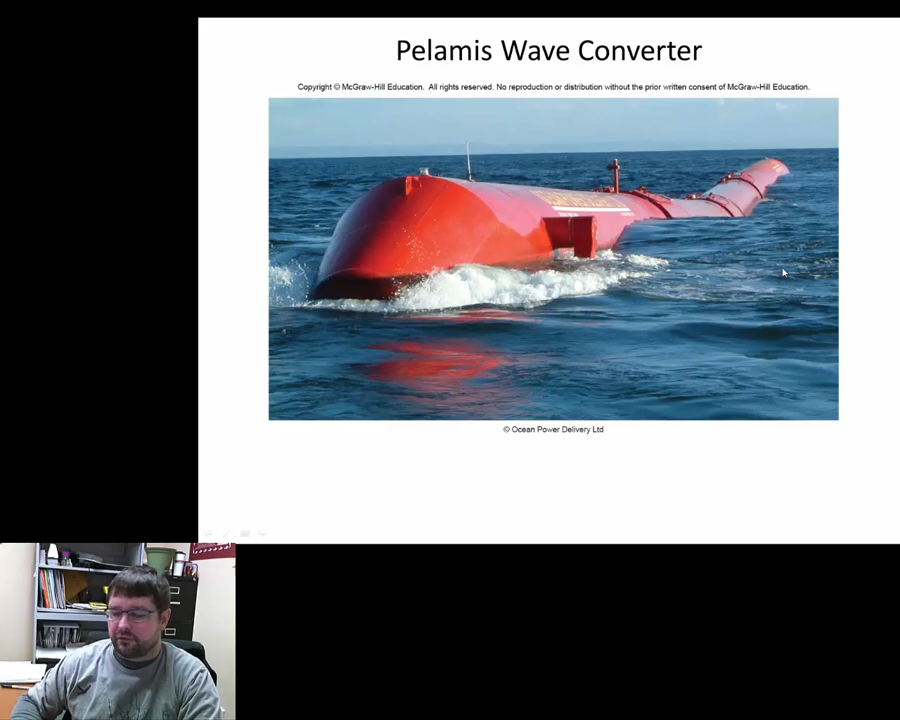 Pelamis Wave Converter
Copyright © McGraw-Hill Education. All rights reserved. No reproduction or distribution without the prior written consent of McGraw-Hill Education.
© Ocean Power Delivery Ltd